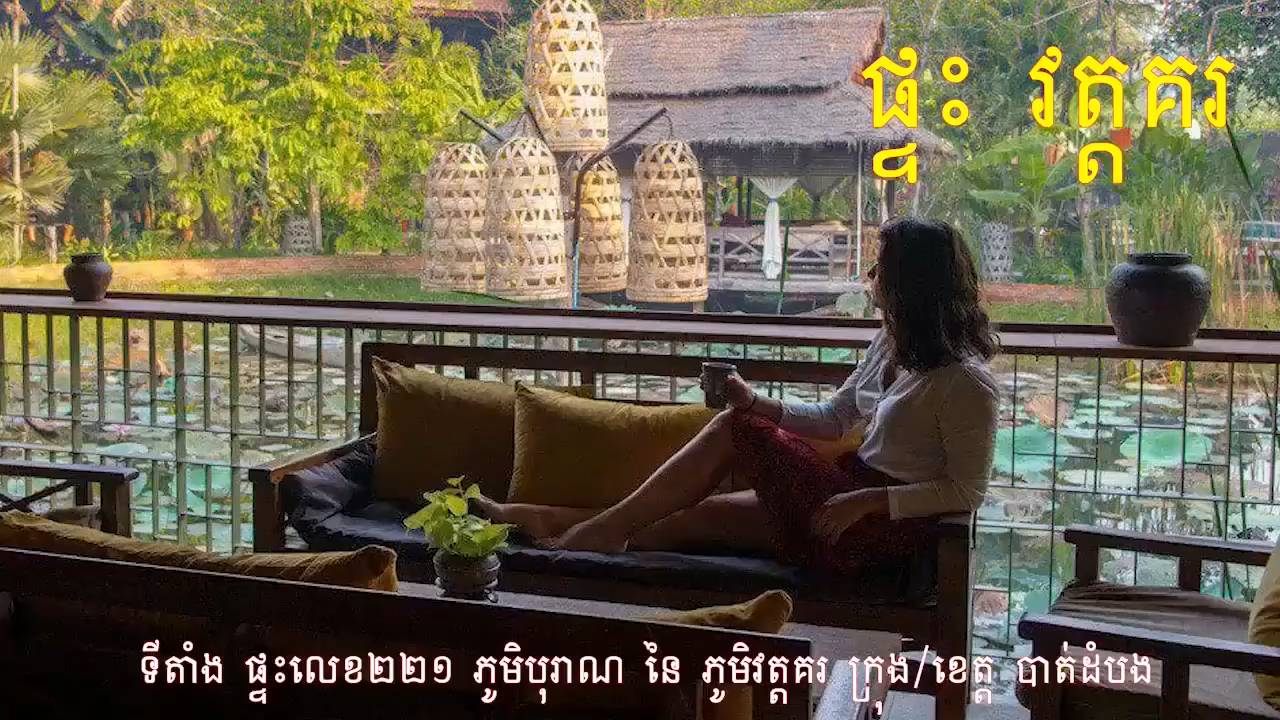 ផ្ទះ វត្តគរ
ទីតាំង ផ្ទះលេខ២២១ ភូមិបុរាណ នៃ ភូមិវត្តគរ ក្រុង/ខេត្ត បាត់ដំបង